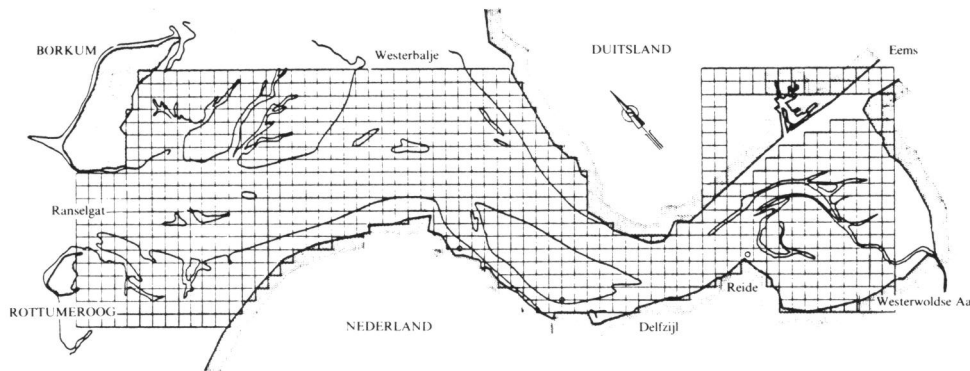 BORKUM
Westerbalje
DUITSLAND
Eems
Ranselgat
ROTTUMEROOG
NEDERLAND
Delfzijl
Reide
Westerwoldse Aa